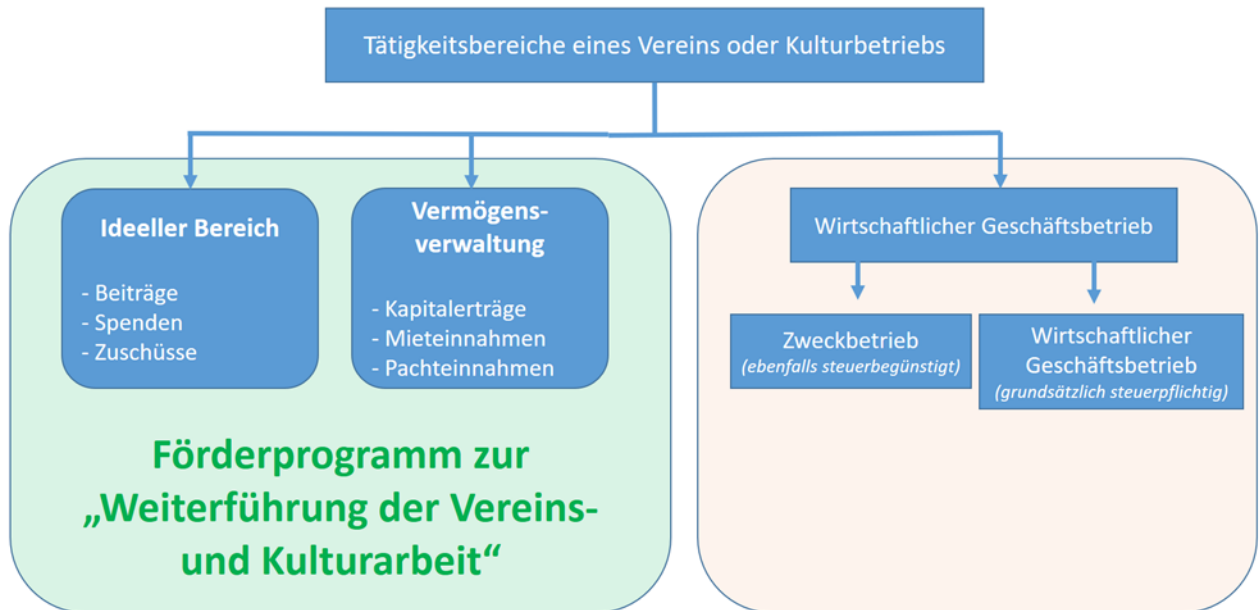 Tätigkeitsbereiche eines Vereins oder Kulturbetriebs
Ideeller Bereich
- Beiträge
- Spenden
- Zuschüsse
Vermögens-
verwaltung
- Kapitalerträge
- Mieteinnahmen
- Pachteinnahmen
Förderprogramm zur
„Weiterführung der Vereins-
und Kulturarbeit“
Wirtschaftlicher Geschäftsbetrieb
Zweckbetrieb
(ebenfalls steuerbegünstigt)
Wirtschaftlicher
Geschäftsbetrieb
(grundsätzlich steuerpflichtig)